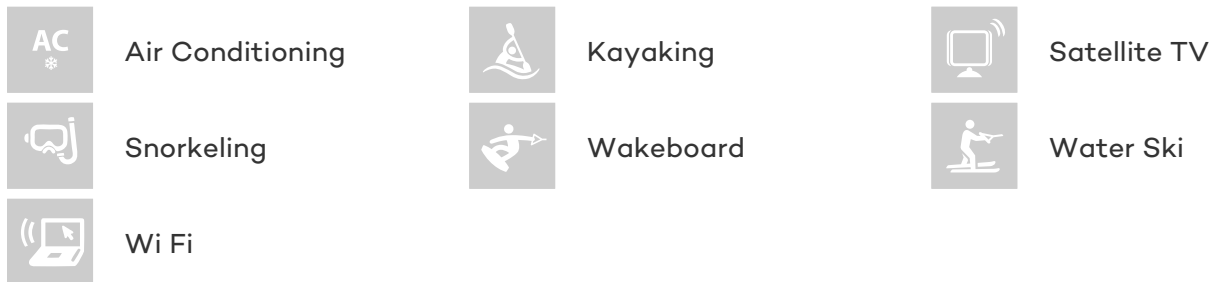 AC
Air Conditioning
Kayaking
Satellite TV
Snorkeling
Wakeboard
Water Ski
Wi Fi